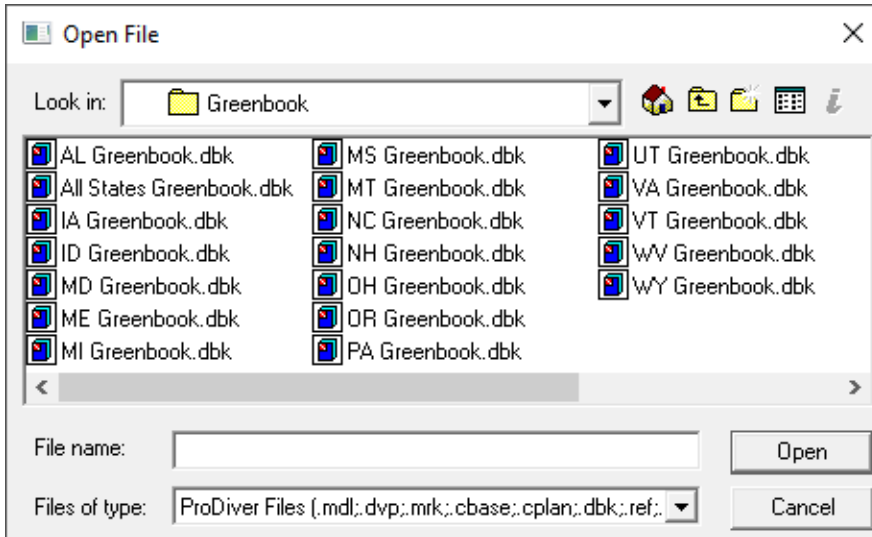 Open File
Look in: Greenbook
AL Greenbook.dbk MS Greenbook.dbk UT Greenbook.dbk
All States Greenbook.dbk MT Greenbook.dbk VA Greenbook.dbk
IA Greenbook.dbk NC Greenbook.dbk VT Greenbook.dbk
ID Greenbook.dbk NH Greenbook.dbk WV Greenbook.dbk
MD Greenbook.dbk OH Greenbook.dbk WY Greenbook.dbk
ME Greenbook.dbk OR Greenbook.dbk
MI Greenbook.dbk PA Greenbook.dbk
File name: Open
Files of type: ProDiver Files (.mdl;.dvp;.mrk;.cbase;.cplan;.dbk;.ref;. Cancel